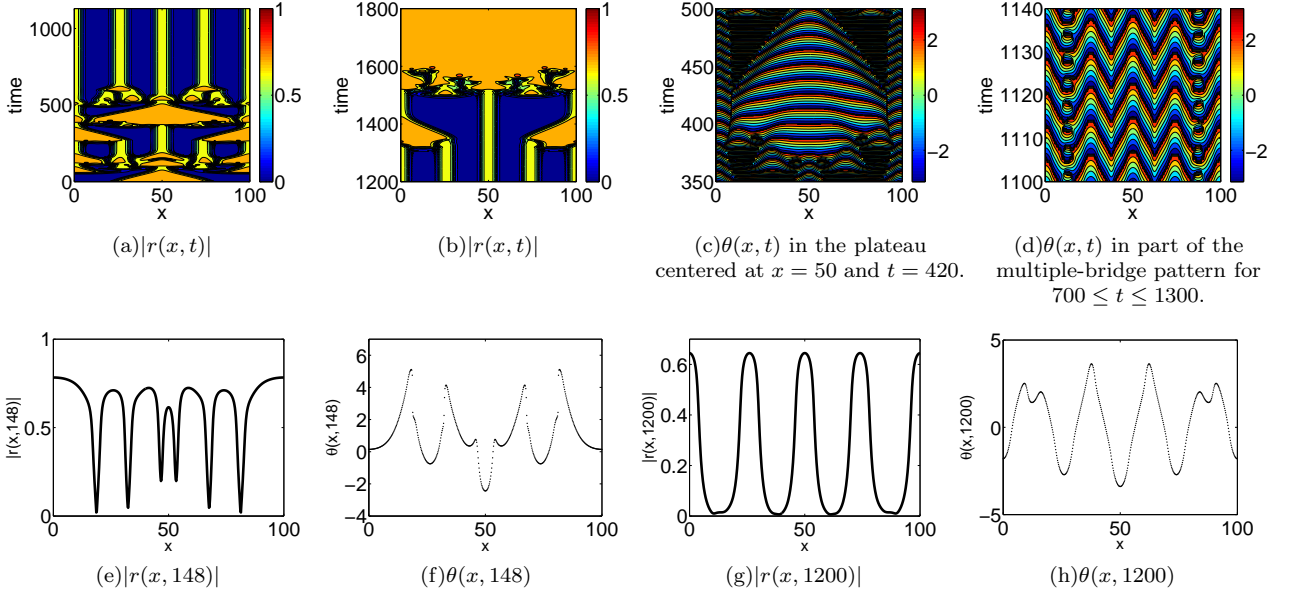 1000
500
0
time
0 50 100
x
1
0.5
0
(a)|r(x, t)|
1800
1600
1400
1200
time
0 50 100
x
1
0.5
0
(b)|r(x, t)|
500
450
400
350
time
0 50 100
x
2
0
−2
(c)θ(x, t) in the plateau
centered at x = 50 and t = 420.
1140
1130
1120
1110
1100
time
0 50 100
x
2
0
−2
(d)θ(x, t) in part of the
multiple-bridge pattern for
700 ≤ t ≤ 1300.
1
0.5
0
|r(x,148)|
0 50 100
x
(e)|r(x, 148)|
6
4
2
0
−2
−4
θ(x,148)
0 50 100
x
(f)θ(x, 148)
0.6
0.4
0.2
0
|r(x,1200)|
0 50 100
x
(g)|r(x, 1200)|
5
0
−5
θ(x,1200)
0 50 100
x
(h)θ(x, 1200)